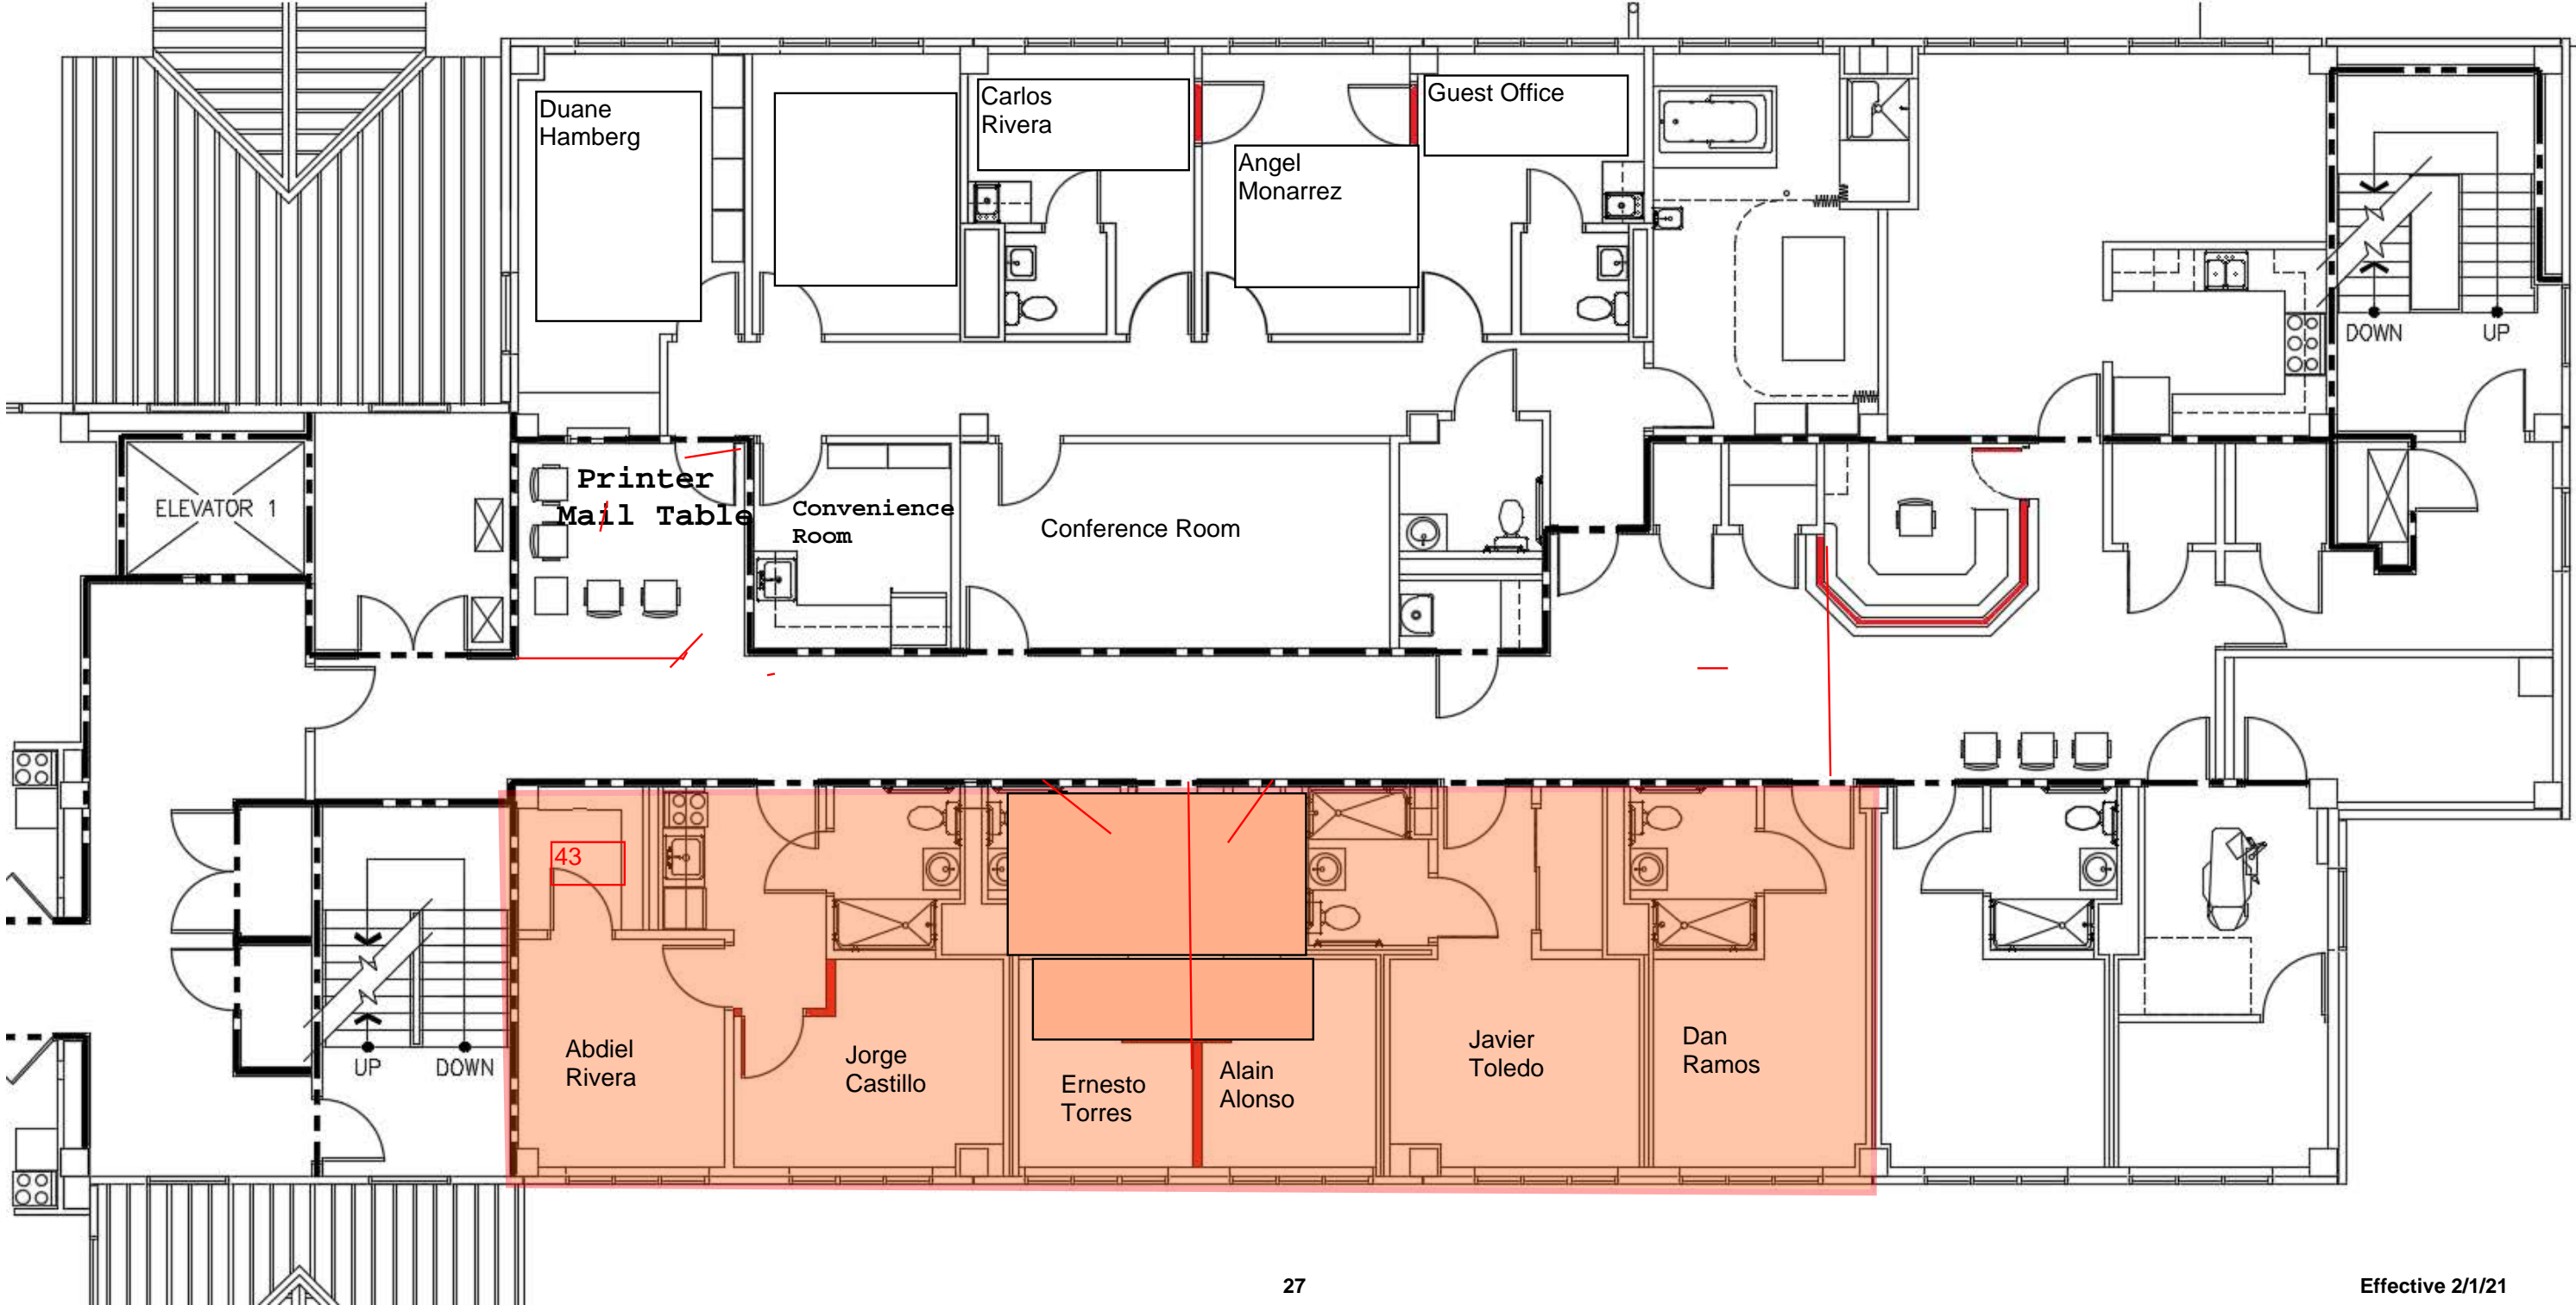 Duane
Hamberg
Carlos
Rivera
Angel
Monarrez
Guest Office
DOWN
UP
ELEVATOR 1
Printer
Mail Table
Convenience
Room
Conference Room
43
UP
DOWN
Abdiel
Rivera
Jorge
Castillo
Ernesto
Torres
Alain
Alonso
Javier
Toledo
Dan
Ramos
27
Effective 2/1/21